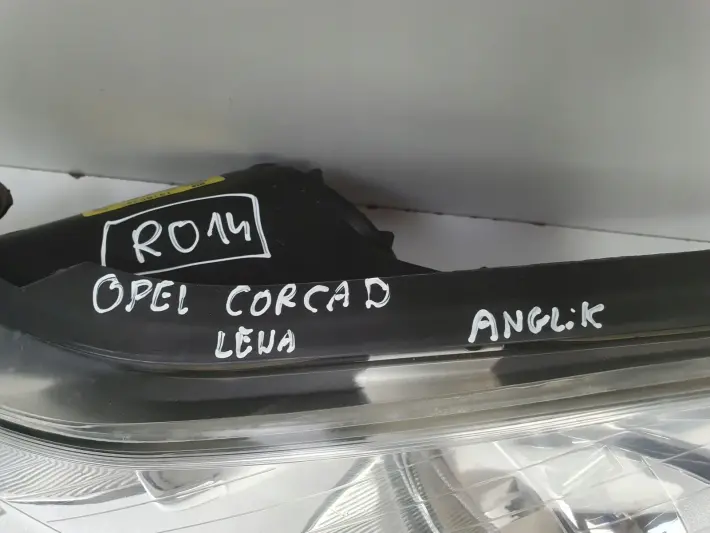 R014
OPEL CORCA D
LEWA
ANGLiK